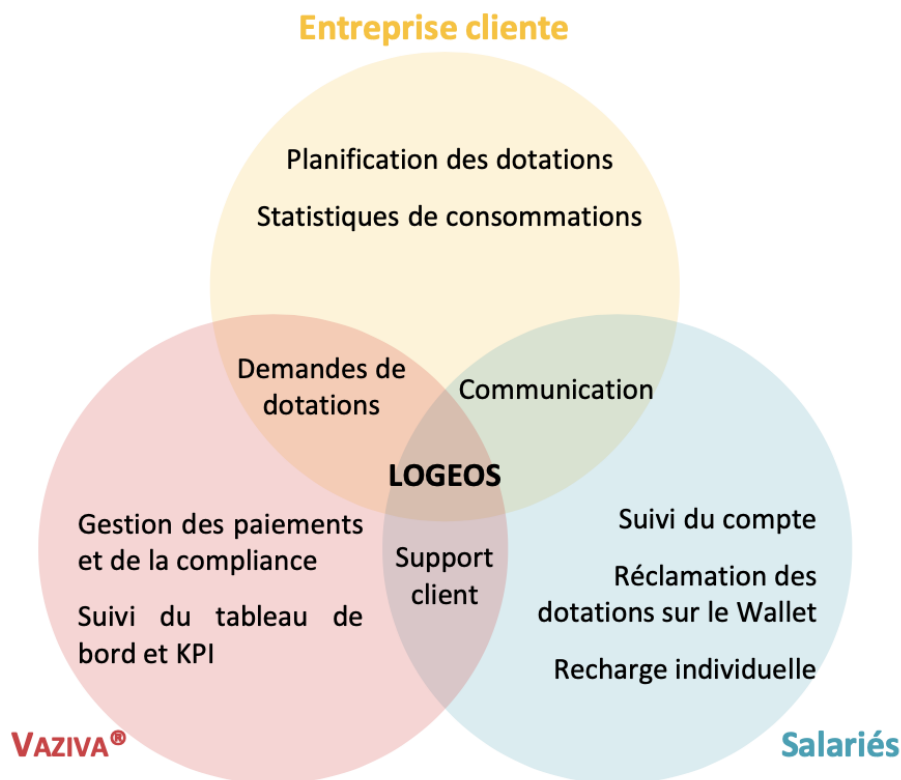 Entreprise cliente
Planification des dotations
Statistiques de consommations
Demandes de
dotations
Communication
LOGEOS
Gestion des paiements
et de la compliance
Suivi du tableau de
bord et KPI
Support
client
Suivi du compte
Réclamation des
dotations sur le Wallet
Recharge individuelle
VAZIVA®
Salariés